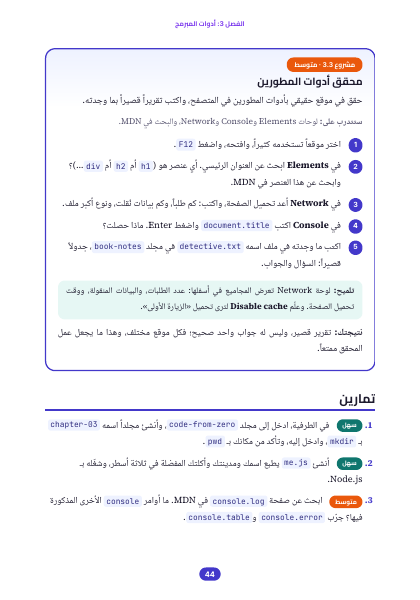 الفصل 3: أدوات المبرمج
مشروع 3.3 · متوسط
محقق أدوات المطورين
حقق في موقع حقيقي بأدوات المطورين في المتصفح، واكتب تقريراً قصيراً بما وجدته.
ستتدرب على: لوحات Elements وConsole وNetwork، والبحث في MDN.
1 اختر موقعاً تستخدمه كثيراً، وافتحه، واضغط F12 .
2 في Elements ابحث عن العنوان الرئيسي. أي عنصر هو ( h1 أم h2 أم div ...)؟
وابحث عن هذا العنصر في MDN.
3 في Network أعد تحميل الصفحة، واكتب: كم طلباً، وكم بيانات نُقلت، ونوع أكبر ملف.
4 في Console اكتب document.title واضغط Enter. ماذا حصلت؟
5 اكتب ما وجدته في ملف اسمه detective.txt في مجلد book-notes ، جدولاً
قصيراً: السؤال والجواب.
تلميح: لوحة Network تعرض المجاميع في أسفلها: عدد الطلبات، والبيانات المنقولة، ووقت
تحميل الصفحة. وعلّم Disable cache لترى تحميل «الزيارة الأولى».
نتيجتك: تقرير قصير، وليس له جواب واحد صحيح؛ فكل موقع مختلف، وهذا ما يجعل عمل
المحقق ممتعاً.
تمارين
1. سهل في الطرفية، ادخل إلى مجلد code-from-zero ، وأنشئ مجلداً اسمه chapter-03
بـ mkdir ، وادخل إليه، وتأكد من مكانك بـ pwd .
2. سهل أنشئ me.js يطبع اسمك ومدينتك وأكلتك المفضلة في ثلاثة أسطر، وشغّله بـ
Node.js.
3. متوسط ابحث عن صفحة console.log في MDN. ما أوامر console الأخرى المذكورة
فيها؟ جرّب console.error و console.table .
44